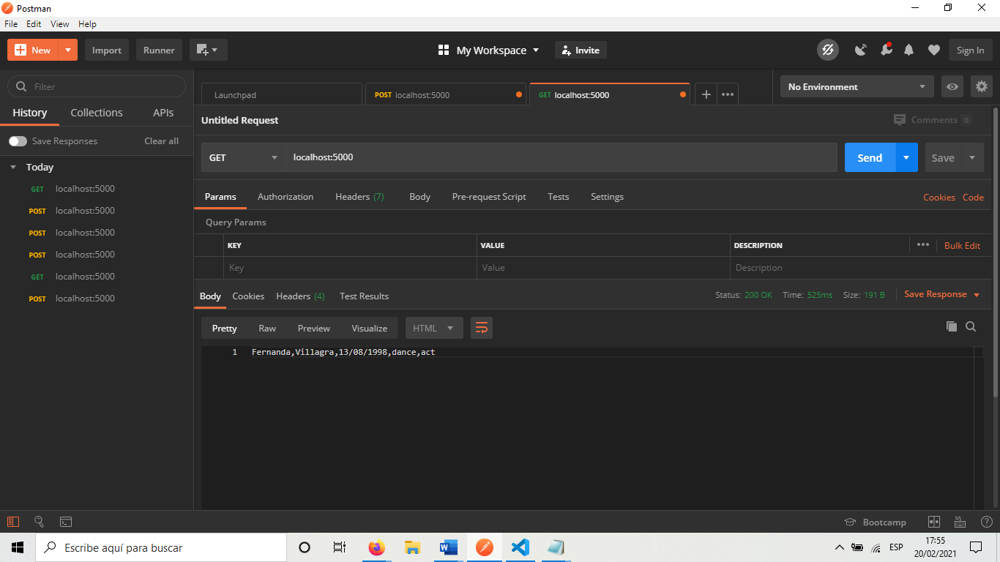 Postman
File Edit View Help
New Import Runner My Workspace Invite Sign In
Filter
History Collections APIs
Save Responses Clear all
Today
GET localhost:5000
POST localhost:5000
POST localhost:5000
POST localhost:5000
GET localhost:5000
POST localhost:5000
Launchpad POST localhost:5000 GET localhost:5000 No Environment
Untitled Request Comments 0
GET localhost:5000 Send Save
Params Authorization Headers (7) Body Pre-request Script Tests Settings Cookies Code
Query Params
KEY VALUE DESCRIPTION Bulk Edit
Key Value Description
Body Cookies Headers (4) Test Results Status: 200 OK Time: 525ms Size: 191 B Save Response
Pretty Raw Preview Visualize HTML
1 Fernanda,Villagra,13/08/1998,dance,act
Bootcamp
Escribe aquí para buscar ESP 17:55
20/02/2021